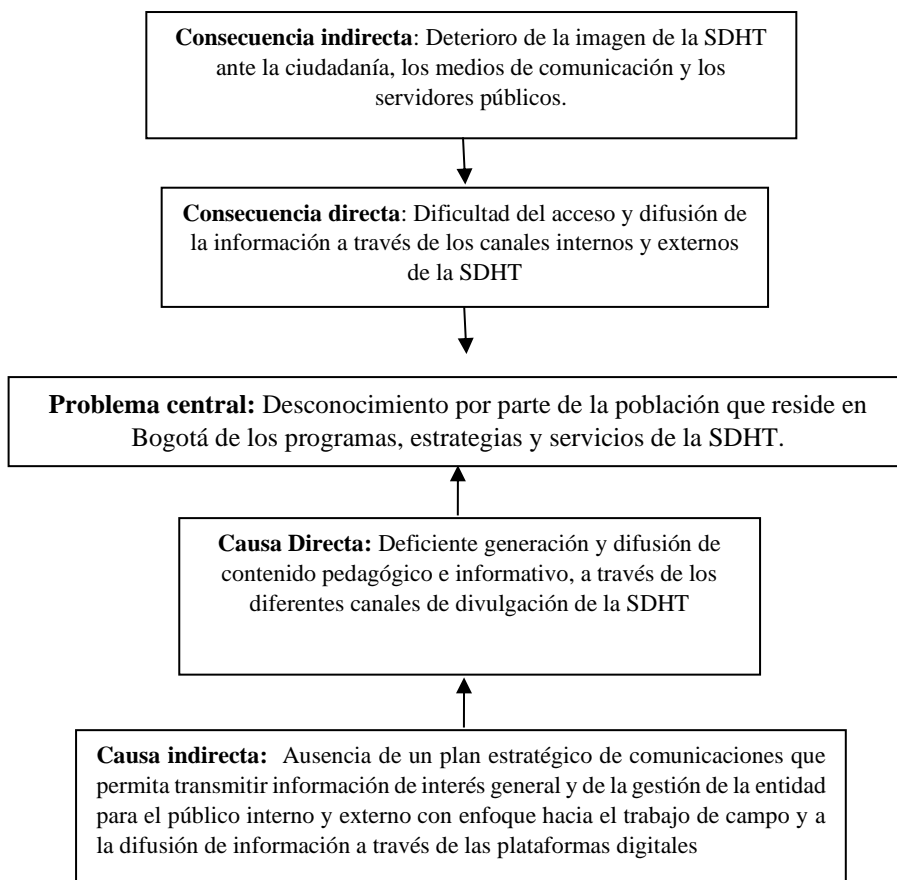 Consecuencia indirecta: Deterioro de la imagen de la SDHT
ante la ciudadanía, los medios de comunicación y los
servidores públicos.
Consecuencia directa: Dificultad del acceso y difusión de
la información a través de los canales internos y externos
de la SDHT
Problema central: Desconocimiento por parte de la población que reside en
Bogotá de los programas, estrategias y servicios de la SDHT.
Causa Directa: Deficiente generación y difusión de
contenido pedagógico e informativo, a través de los
diferentes canales de divulgación de la SDHT
Causa indirecta: Ausencia de un plan estratégico de comunicaciones que
permita transmitir información de interés general y de la gestión de la entidad
para el público interno y externo con enfoque hacia el trabajo de campo y a
la difusión de información a través de las plataformas digitales